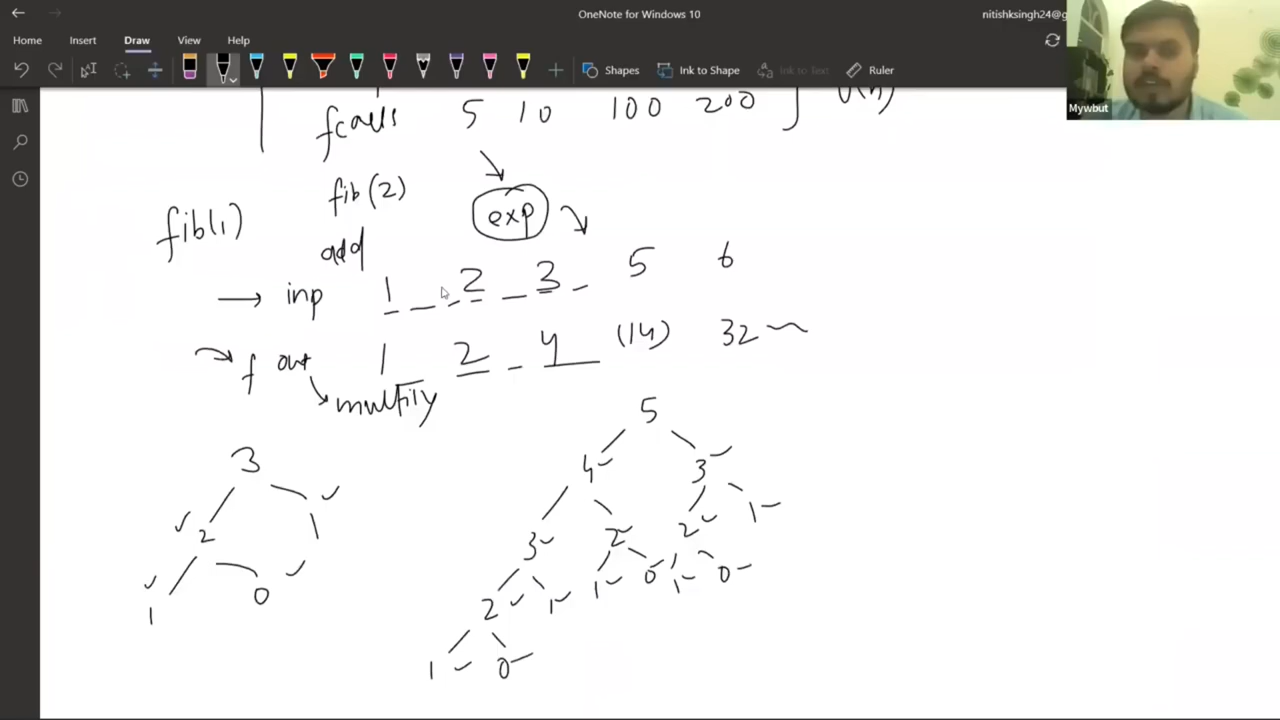 OneNote for Windows 10
nitishksingh24@g
Home Insert Draw View Help
Shapes Ink to Shape Ink to Text Ruler
Mywbut
fcalls 5 10 100 200
fib(2)
fib(1)
exp
add
→ inp 1 2 3 5 6
f out 1 2 4 (14) 32
multiply
5
3
4 3
2 1
3 2 2 1
1 0
2 1 1 0 1 0
1 0